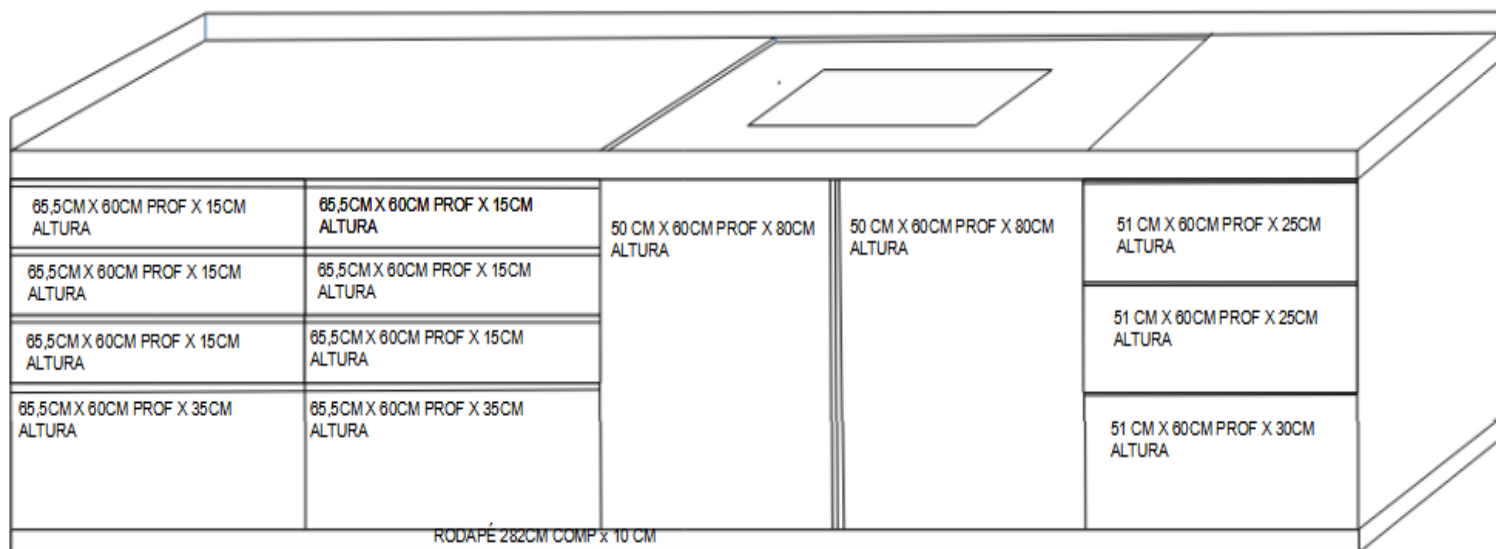 65,5CM X 60CM PROF X 15CM
ALTURA
65,5CM X 60CM PROF X 15CM
ALTURA
50 CM X 60CM PROF X 80CM
ALTURA
50 CM X 60CM PROF X 80CM
ALTURA
51 CM X 60CM PROF X 25CM
ALTURA
65,5CM X 60CM PROF X 15CM
ALTURA
65,5CM X 60CM PROF X 15CM
ALTURA
51 CM X 60CM PROF X 25CM
ALTURA
65,5CM X 60CM PROF X 15CM
ALTURA
65,5CM X 60CM PROF X 15CM
ALTURA
65,5CM X 60CM PROF X 35CM
ALTURA
65,5CM X 60CM PROF X 35CM
ALTURA
51 CM X 60CM PROF X 30CM
ALTURA
RODAPÉ 282CM COMP x 10 CM